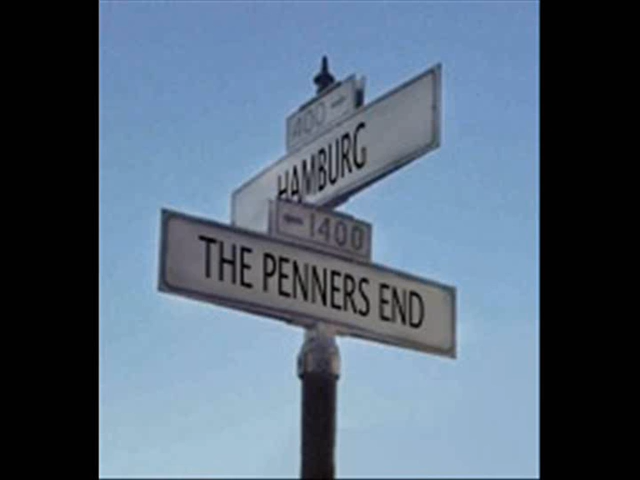 400 →
HAMBURG
← 1400
THE PENNERS END